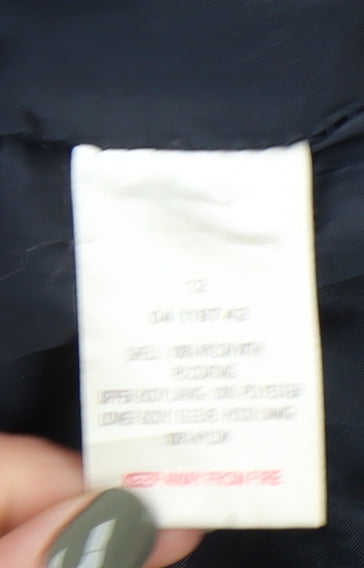 12
SHELL: 100% NYLON WITH
PU COATING
UPPER BODY LINING: 100% POLYESTER
LOWER BODY / SLEEVE / HOOD LINING:
100% NYLON
KEEP AWAY FROM FIRE